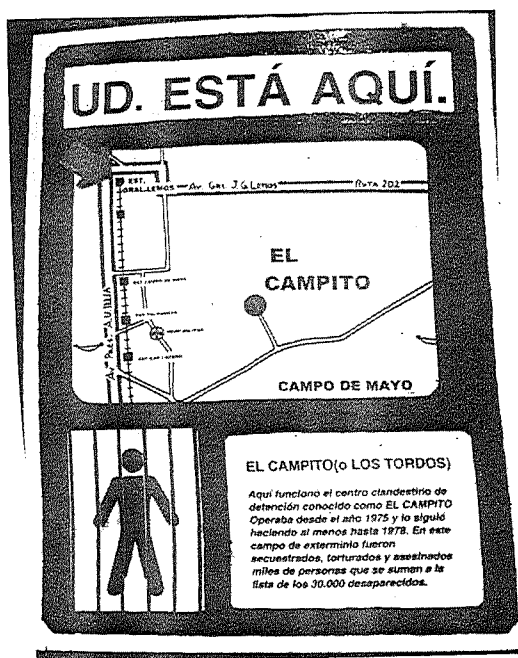 UD. ESTÁ AQUÍ.
EST.
GRAL. LEMOS
Av. Gral. J. G. Lemos
RUTA 202
EL
CAMPITO
CAMPO DE MAYO
EL CAMPITO(o LOS TORDOS)
Aquí funciono el centro clandestino de
detención conocido como EL CAMPITO
Operaba desde el año 1975 y lo siguió
haciendo al menos hasta 1978. En este
campo de exterminio fueron
secuestrados, torturados y asesinados
miles de personas que se suman a la
lista de los 30.000 desaparecidos.